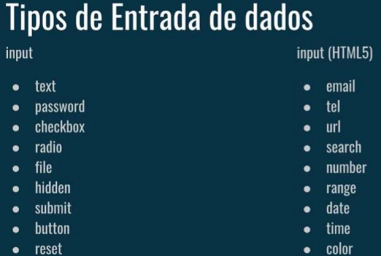 Tipos de Entrada de dados
input
● text
● password
● checkbox
● radio
● file
● hidden
● submit
● button
● reset
input (HTML5)
● email
● tel
● url
● search
● number
● range
● date
● time
● color